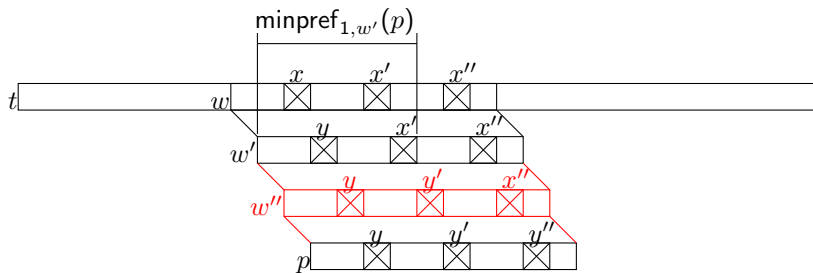 minpref₁,w′(p)
x x′ x′′
t w
y x′ x′′
w′
y y′ x′′
w′′
y y′ y′′
p